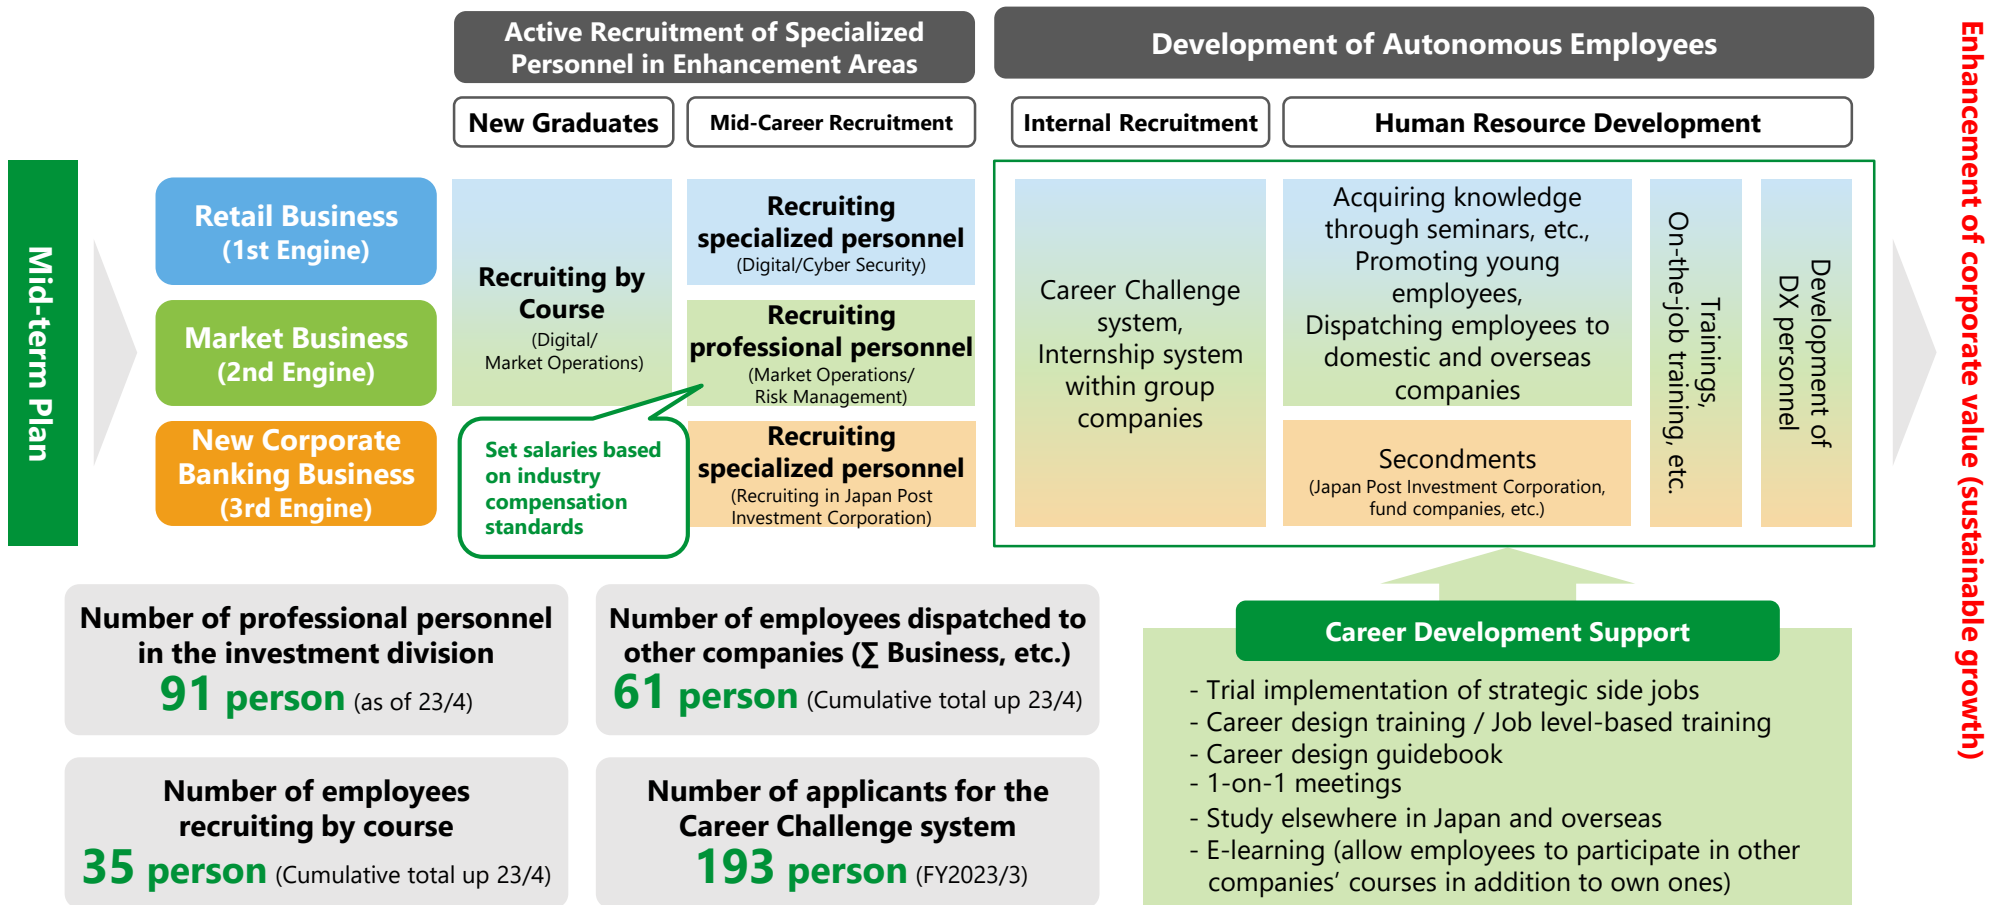 Active Recruitment of Specialized
Personnel in Enhancement Areas
Development of Autonomous Employees
New Graduates
Mid-Career Recruitment
Internal Recruitment
Human Resource Development
Mid-term Plan
Retail Business
(1st Engine)
Market Business
(2nd Engine)
New Corporate
Banking Business
(3rd Engine)
Recruiting by
Course
(Digital/
Market Operations)
Set salaries based
on industry
compensation
standards
Recruiting
specialized personnel
(Digital/Cyber Security)
Recruiting
professional personnel
(Market Operations/
Risk Management)
Recruiting
specialized personnel
(Recruiting in Japan Post
Investment Corporation)
Career Challenge
system,
Internship system
within group
companies
Acquiring knowledge
through seminars, etc.,
Promoting young
employees,
Dispatching employees to
domestic and overseas
companies
Secondments
(Japan Post Investment Corporation,
fund companies, etc.)
Trainings,
On-the-job training, etc.
Development of
DX personnel
Enhancement of corporate value (sustainable growth)
Number of professional personnel
in the investment division
91 person (as of 23/4)
Number of employees dispatched to
other companies (∑ Business, etc.)
61 person (Cumulative total up 23/4)
Number of employees
recruiting by course
35 person (Cumulative total up 23/4)
Number of applicants for the
Career Challenge system
193 person (FY2023/3)
Career Development Support
- Trial implementation of strategic side jobs
- Career design training / Job level-based training
- Career design guidebook
- 1-on-1 meetings
- Study elsewhere in Japan and overseas
- E-learning (allow employees to participate in other
companies’ courses in addition to own ones)